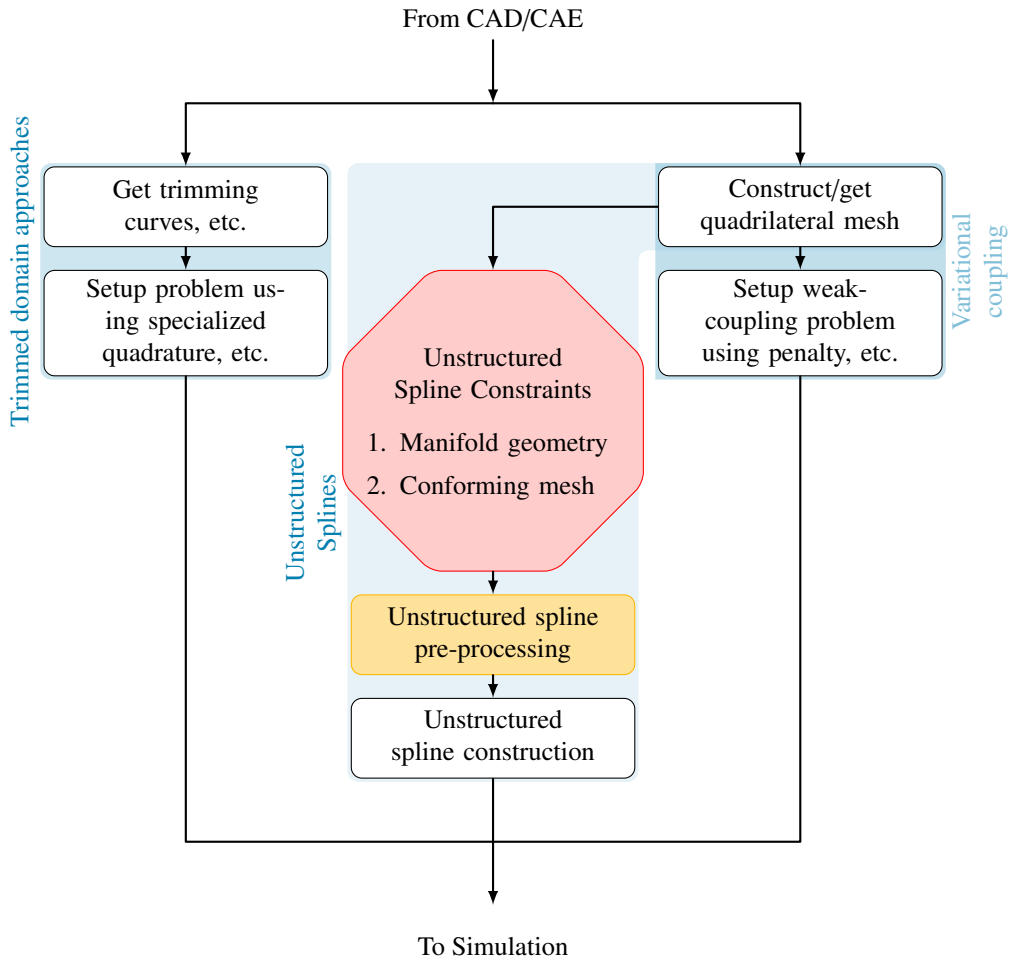 From CAD/CAE
Trimmed domain approaches
Get trimming
curves, etc.
Setup problem us-
ing specialized
quadrature, etc.
Construct/get
quadrilateral mesh
Setup weak-
coupling problem
using penalty, etc.
Variational
coupling
Unstructured
Spline Constraints
1. Manifold geometry
2. Conforming mesh
Unstructured
Splines
Unstructured spline
pre-processing
Unstructured
spline construction
To Simulation